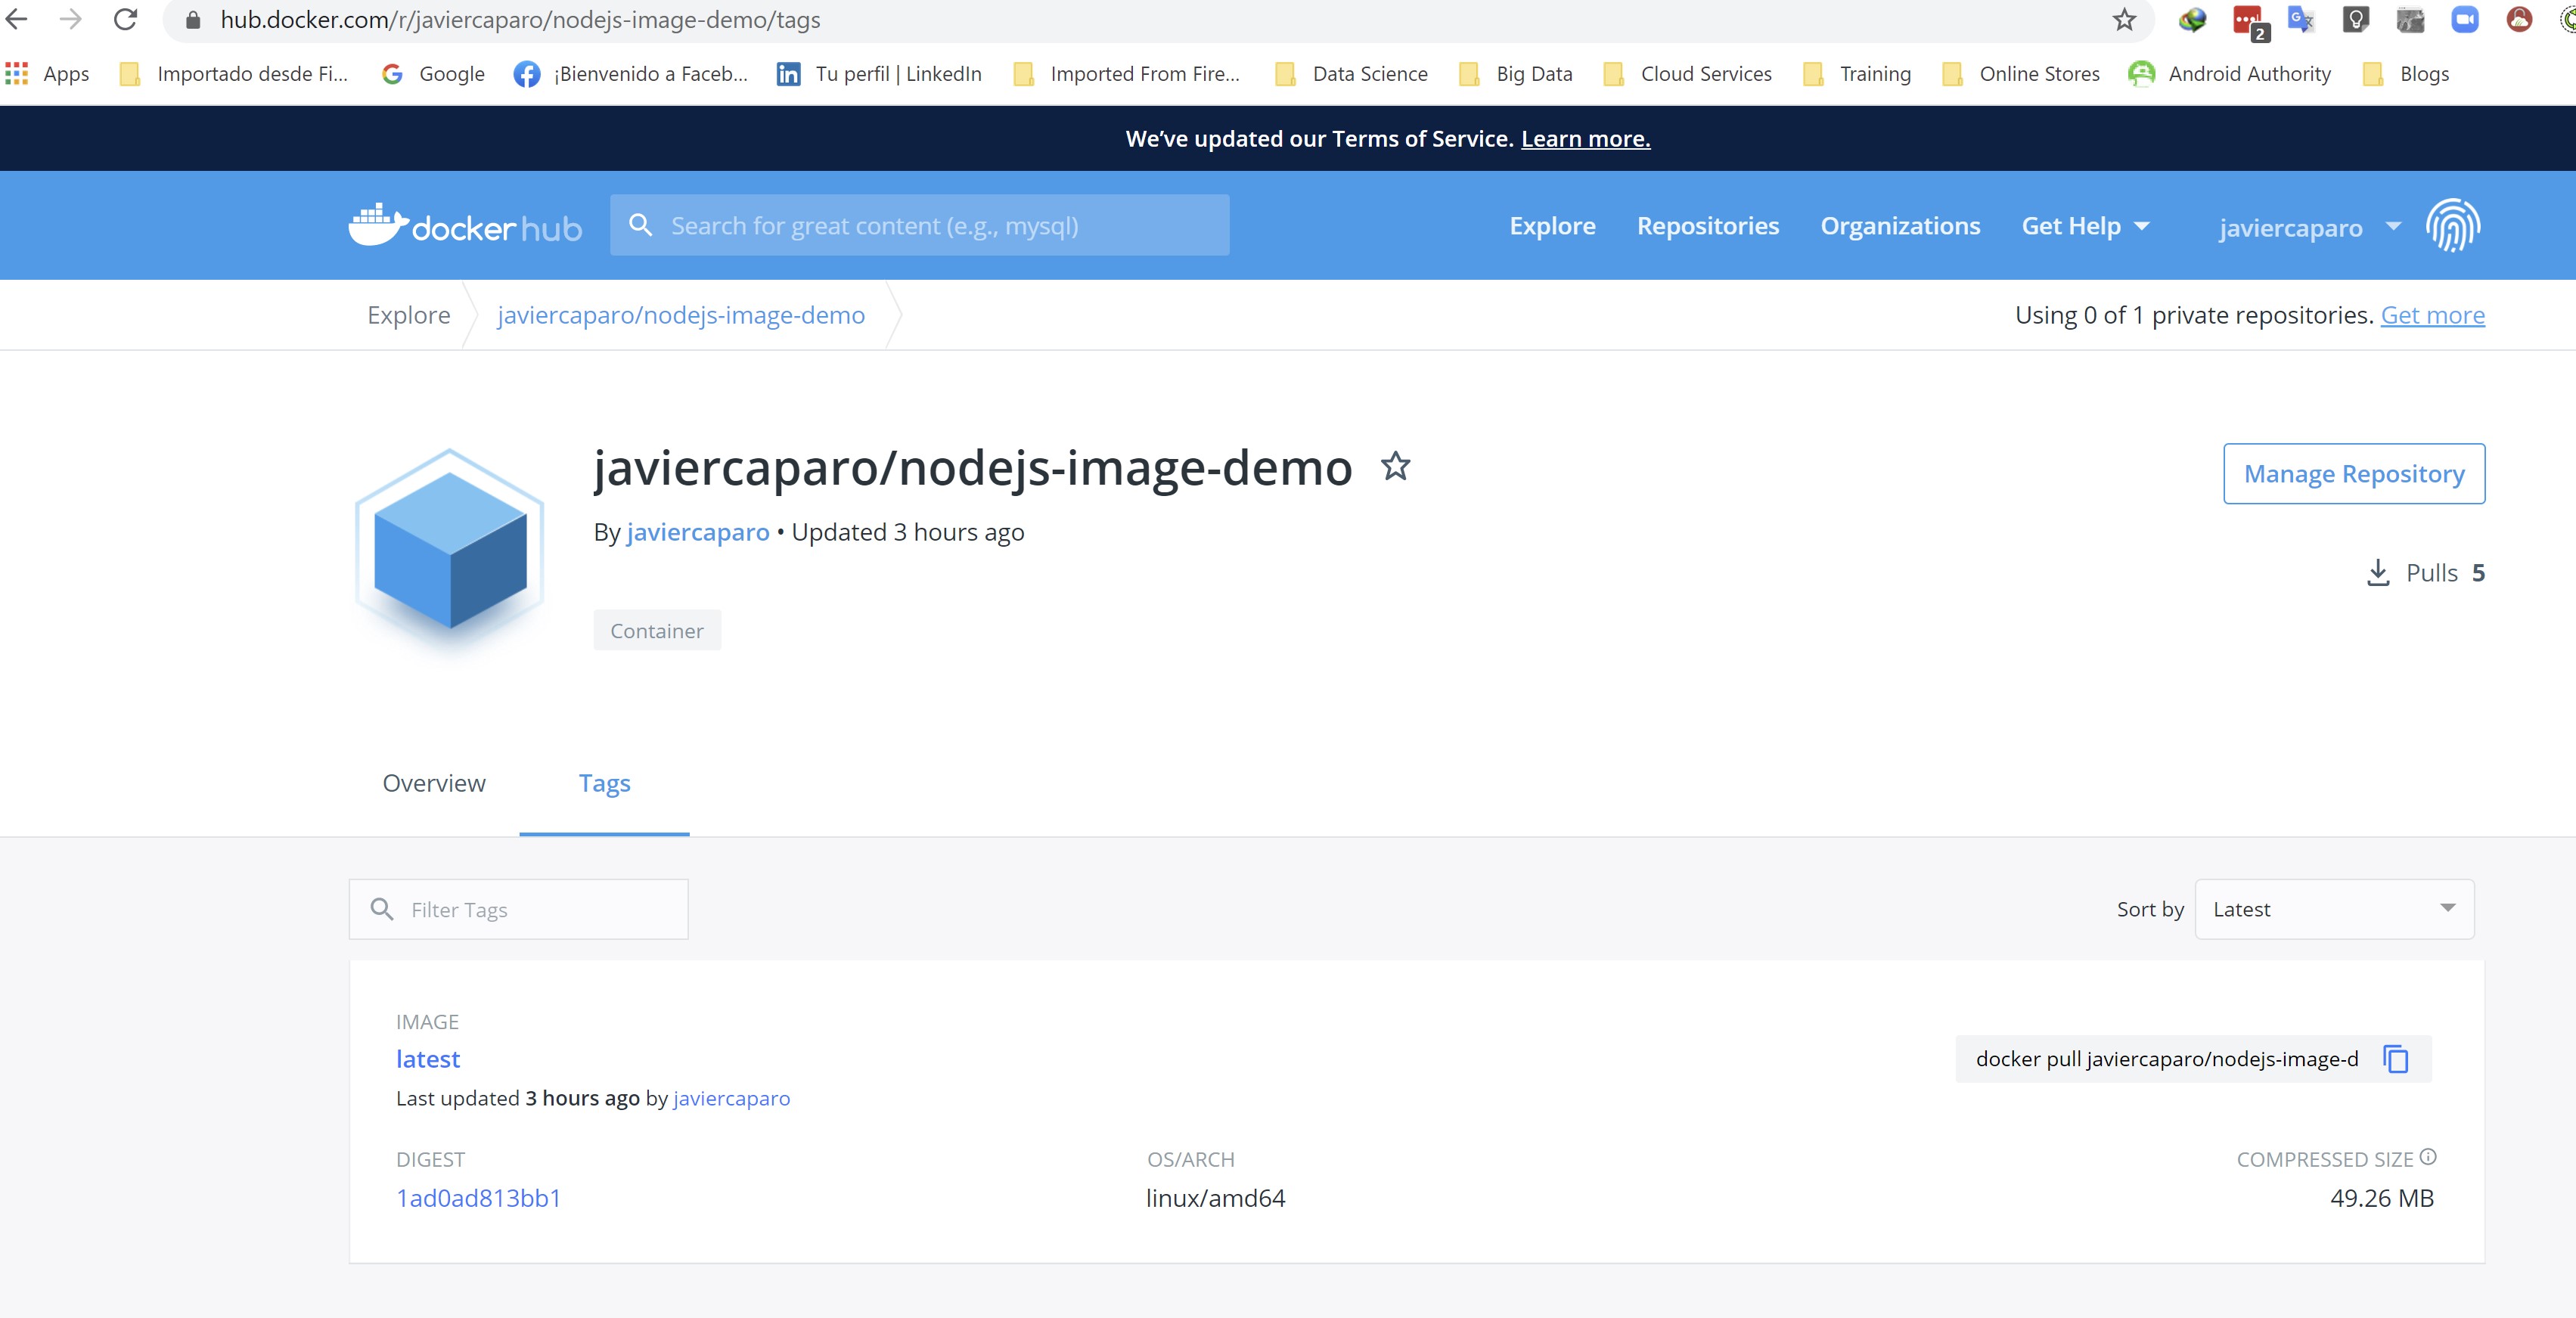 hub.docker.com/r/javiercaparo/nodejs-image-demo/tags
2
Apps Importado desde Fi... Google ¡Bienvenido a Faceb... Tu perfil | LinkedIn Imported From Fire... Data Science Big Data Cloud Services Training Online Stores Android Authority Blogs
We've updated our Terms of Service. Learn more.
docker hub Search for great content (e.g., mysql) Explore Repositories Organizations Get Help javiercaparo
Explore javiercaparo/nodejs-image-demo Using 0 of 1 private repositories. Get more
javiercaparo/nodejs-image-demo
Manage Repository
By javiercaparo • Updated 3 hours ago
Pulls 5
Container
Overview Tags
Filter Tags Sort by Latest
IMAGE
latest docker pull javiercaparo/nodejs-image-d
Last updated 3 hours ago by javiercaparo
DIGEST OS/ARCH COMPRESSED SIZE
1ad0ad813bb1 linux/amd64 49.26 MB